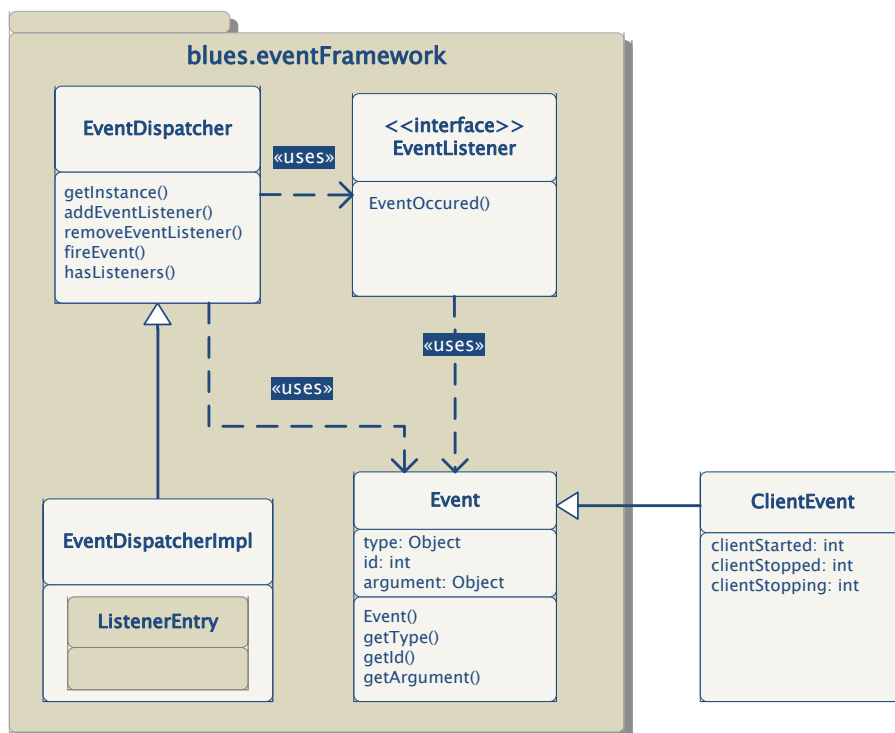 blues.eventFramework
EventDispatcher
getInstance()
addEventListener()
removeEventListener()
fireEvent()
hasListeners()
«uses»
<<interface>>
EventListener
EventOccured()
«uses»
«uses»
EventDispatcherImpl
ListenerEntry
Event
type: Object
id: int
argument: Object
Event()
getType()
getId()
getArgument()
ClientEvent
clientStarted: int
clientStopped: int
clientStopping: int